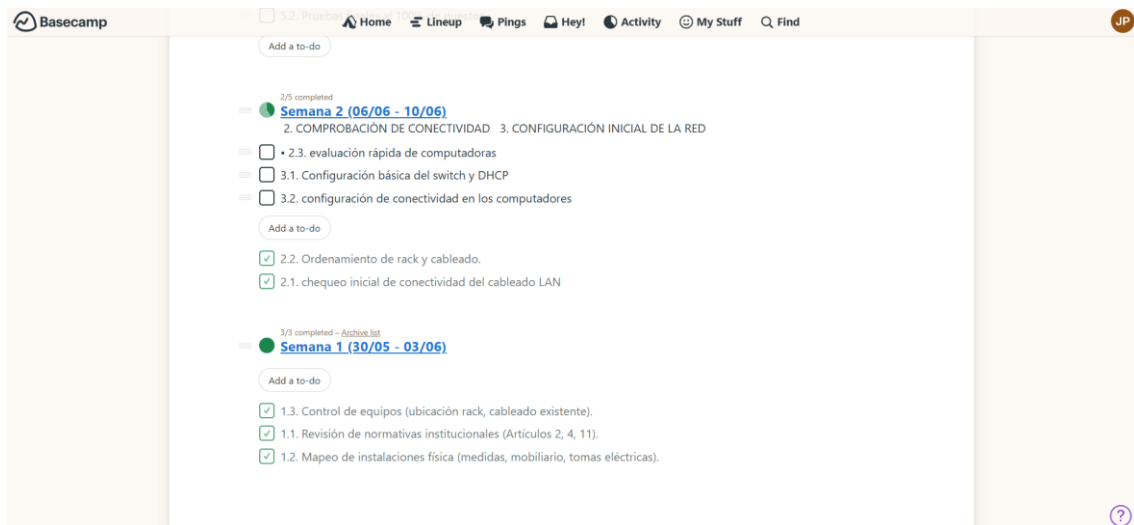 5.2. Pruebas
Basecamp
Home
Lineup
Pings
Hey!
Activity
My Stuff
Find
JP
Add a to-do
2/5 completed
Semana 2 (06/06 - 10/06)
2. COMPROBACIÒN DE CONECTIVIDAD 3. CONFIGURACIÓN INICIAL DE LA RED
• 2.3. evaluación rápida de computadoras
3.1. Configuración básica del switch y DHCP
3.2. configuración de conectividad en los computadores
Add a to-do
2.2. Ordenamiento de rack y cableado.
2.1. chequeo inicial de conectividad del cableado LAN
3/3 completed – Archive list
Semana 1 (30/05 - 03/06)
Add a to-do
1.3. Control de equipos (ubicación rack, cableado existente).
1.1. Revisión de normativas institucionales (Artículos 2, 4, 11).
1.2. Mapeo de instalaciones física (medidas, mobiliario, tomas eléctricas).
?